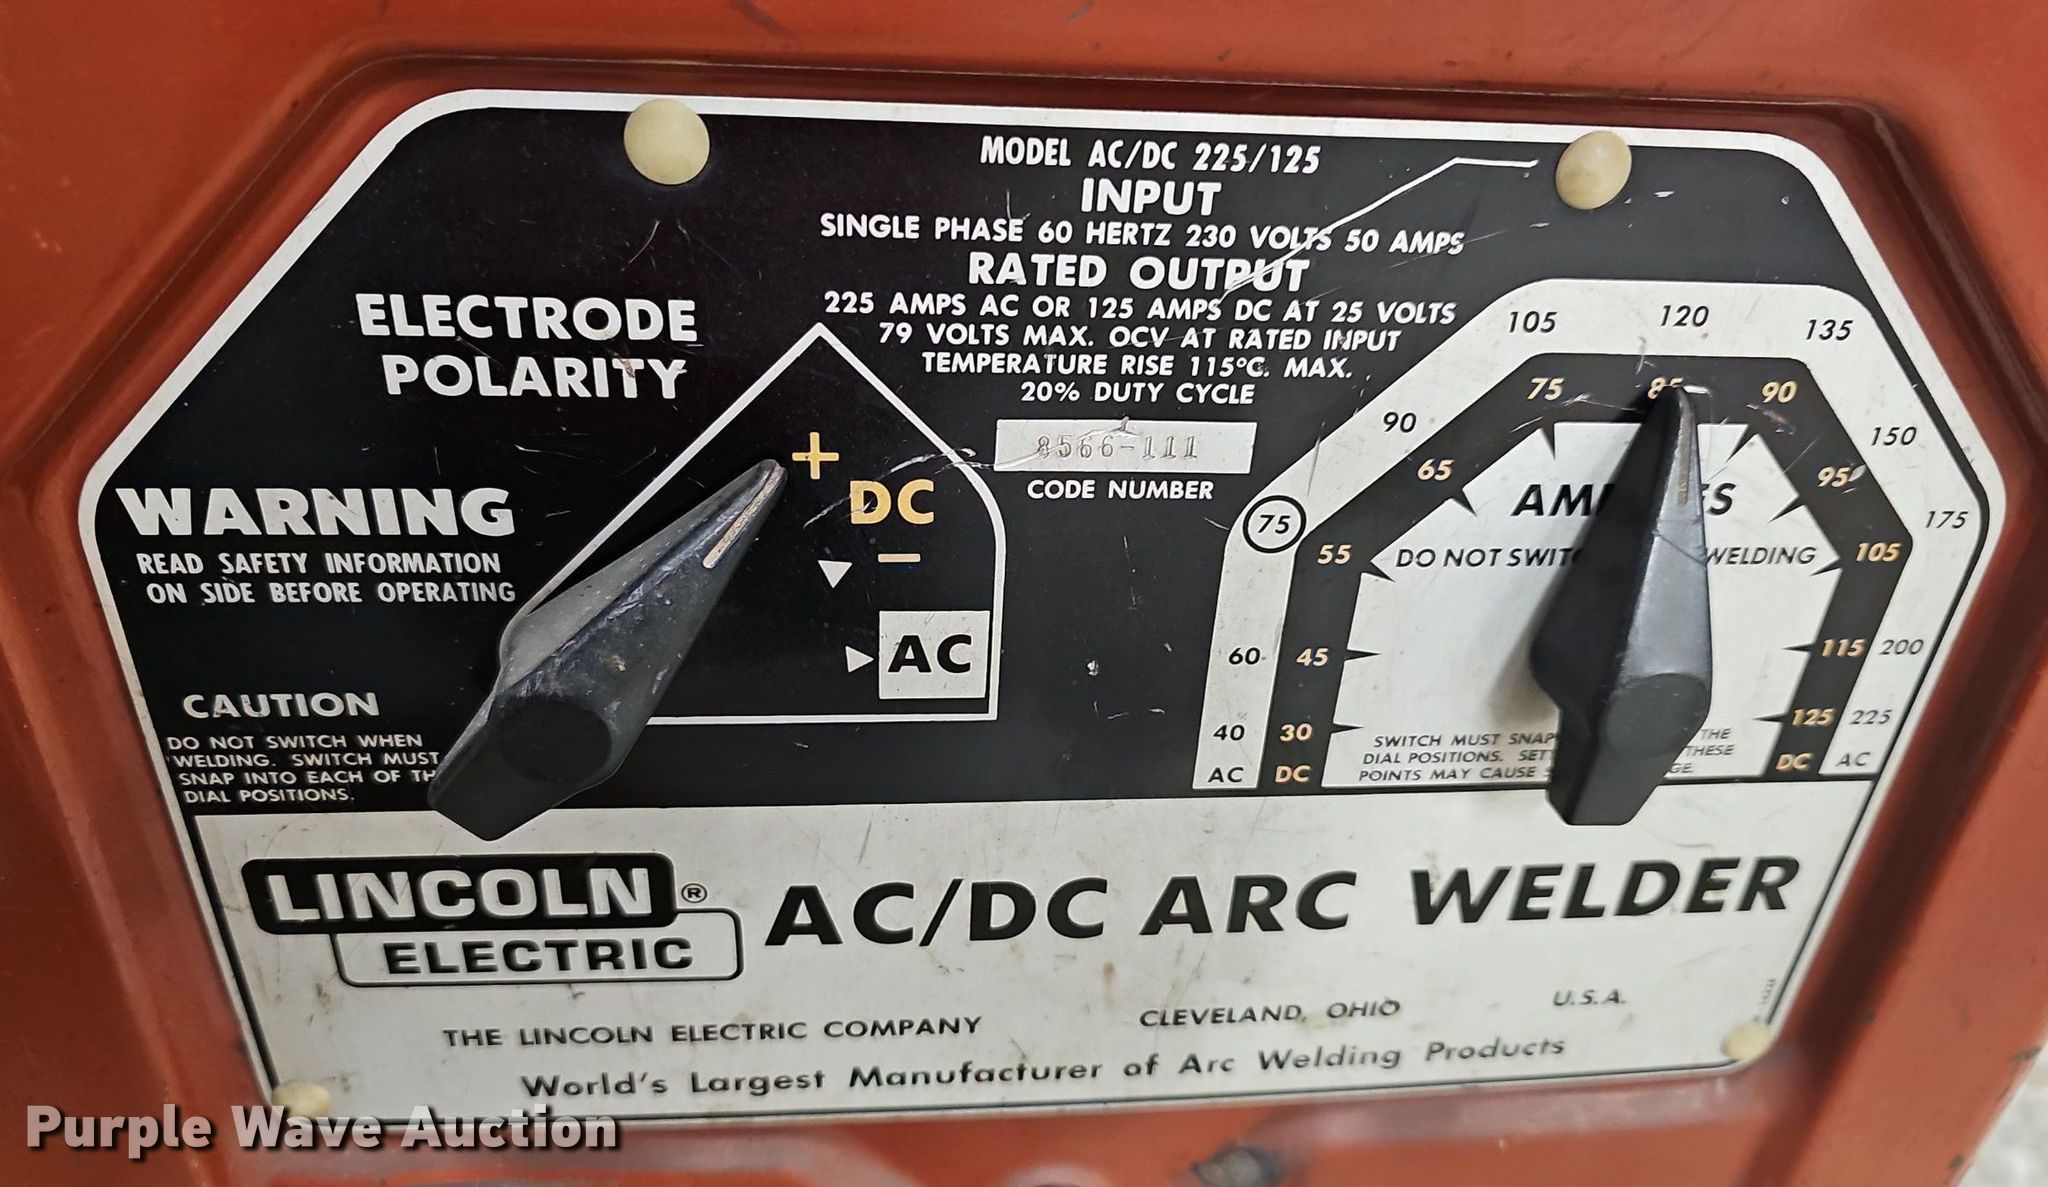 MODEL AC/DC 225/125
INPUT
SINGLE PHASE 60 HERTZ 230 VOLTS 50 AMPS
RATED OUTPUT
225 AMPS AC OR 125 AMPS DC AT 25 VOLTS
79 VOLTS MAX. OCV AT RATED INPUT
TEMPERATURE RISE 115°C. MAX.
20% DUTY CYCLE
8566-111
CODE NUMBER
ELECTRODE
POLARITY
WARNING
READ SAFETY INFORMATION
ON SIDE BEFORE OPERATING
CAUTION
DO NOT SWITCH WHEN
WELDING. SWITCH MUST
SNAP INTO EACH OF TH
DIAL POSITIONS.
+
DC
−
AC
105 120 135
75 85 90
90 150
65 95
75 175
55 105
60 45 115 200
40 30 125 225
AC DC DC AC
DO NOT WELDING
SWITCH MUST SNAP THE
DIAL POSITIONS. THESE
POINTS MAY CAUSE
LINCOLN ®
ELECTRIC
AC/DC ARC WELDER
THE LINCOLN ELECTRIC COMPANY CLEVELAND, OHIO U.S.A.
World's Largest Manufacturer of Arc Welding Products
Purple Wave Auction